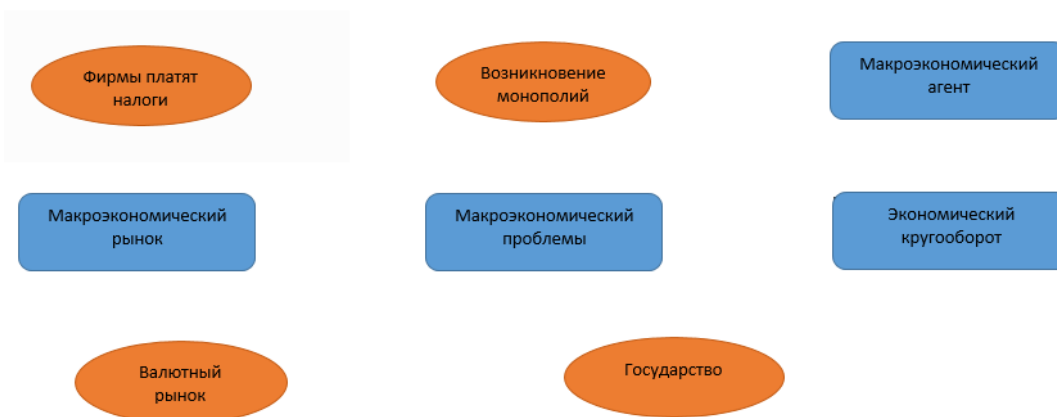 Фирмы платят
налоги
Возникновение
монополий
Макроэкономический
агент
Макроэкономический
рынок
Макроэкономический
проблемы
Экономический
кругооборот
Валютный
рынок
Государство